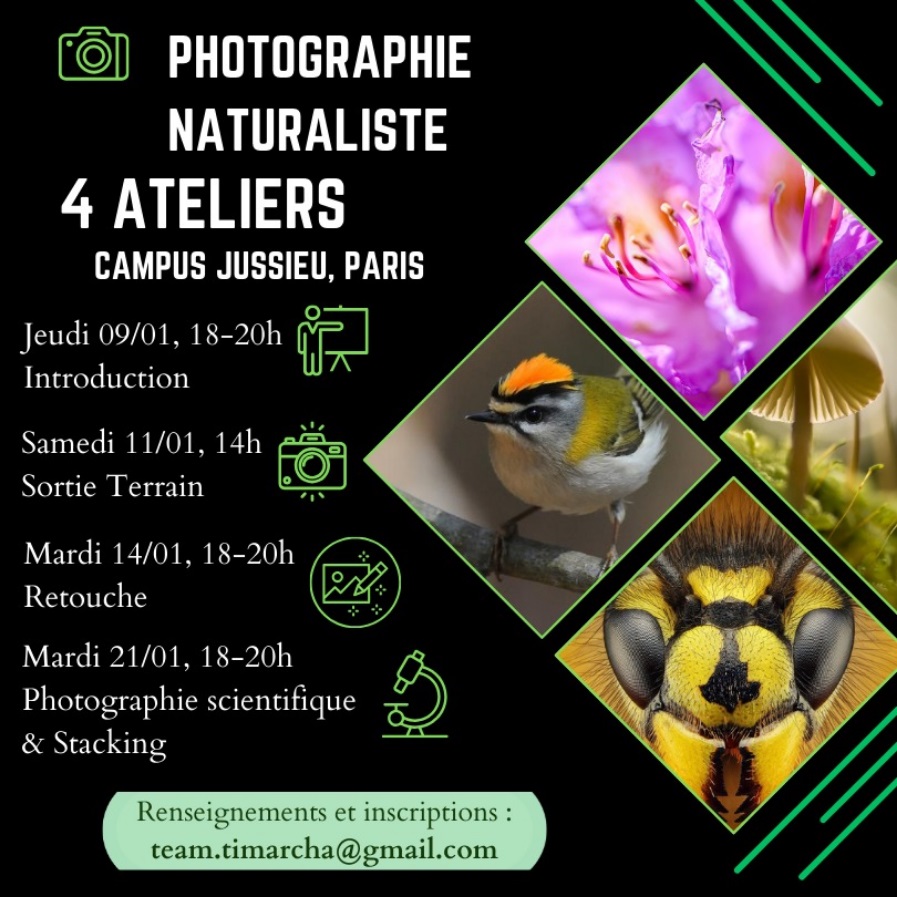 PHOTOGRAPHIE
NATURALISTE
4 ATELIERS
CAMPUS JUSSIEU, PARIS
Jeudi 09/01, 18-20h
Introduction
Samedi 11/01, 14h
Sortie Terrain
Mardi 14/01, 18-20h
Retouche
Mardi 21/01, 18-20h
Photographie scientifique
& Stacking
Renseignements et inscriptions :
team.timarcha@gmail.com